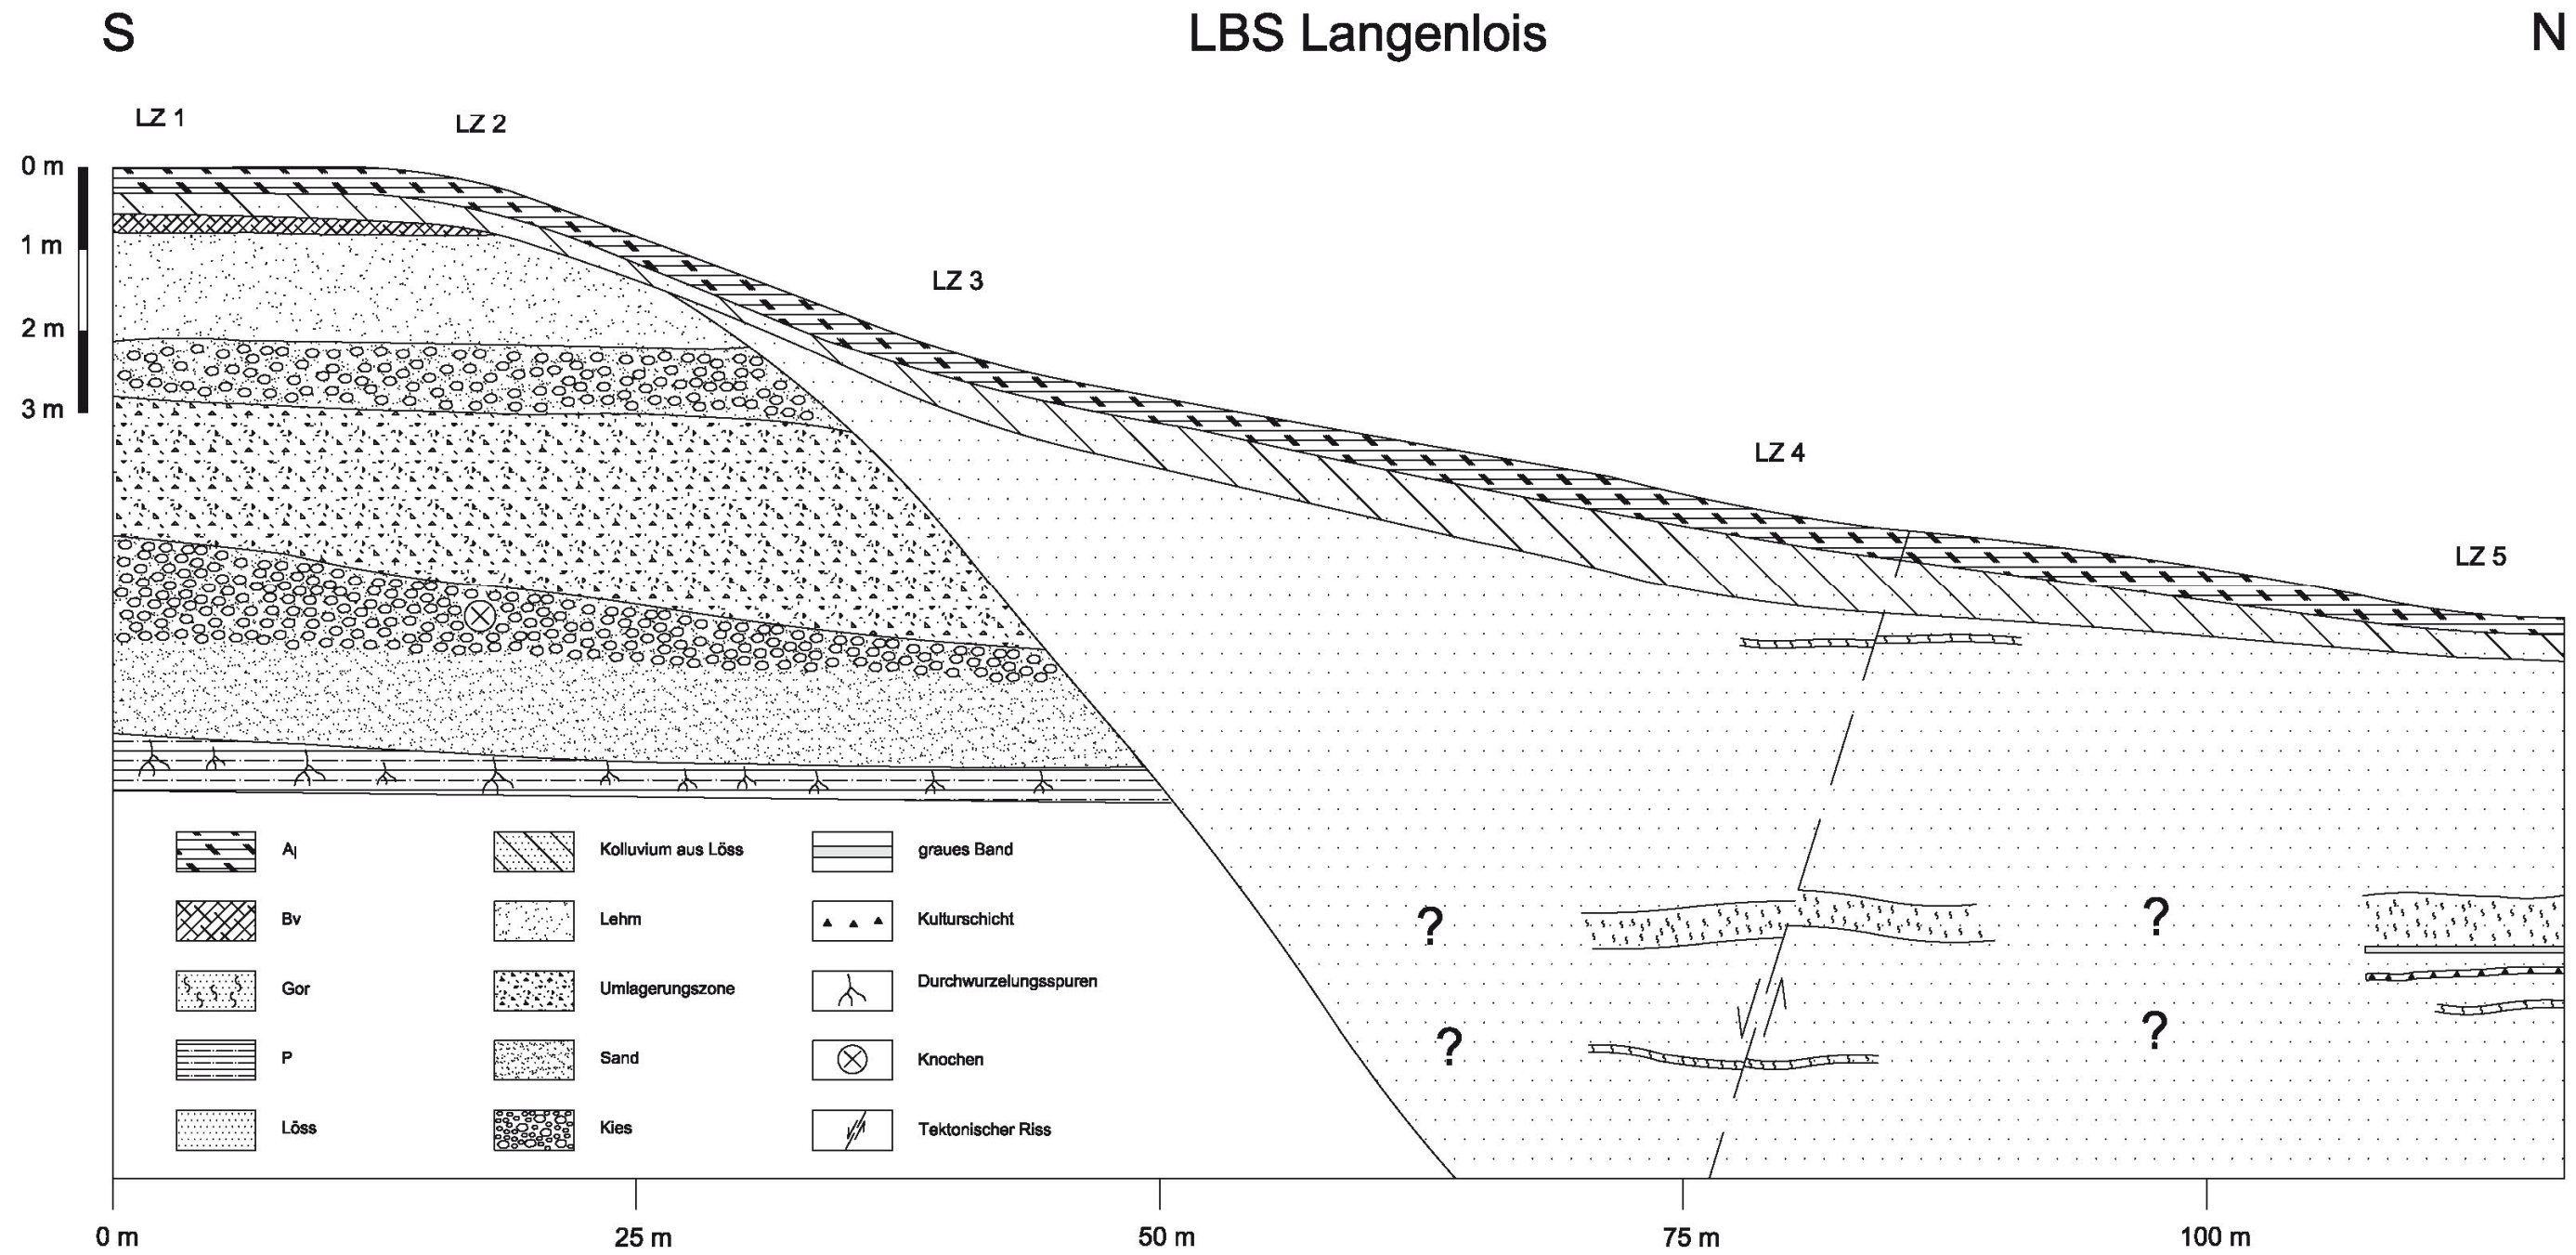 S
LBS Langenlois
N
LZ 1
LZ 2
LZ 3
LZ 4
LZ 5
0 m
1 m
2 m
3 m
?
?
?
?
A|
Kolluvium aus Löss
graues Band
Bv
Lehm
Kulturschicht
Gor
Umlagerungszone
Durchwurzelungsspuren
P
Sand
Knochen
Löss
Kies
Tektonischer Riss
0 m
25 m
50 m
75 m
100 m